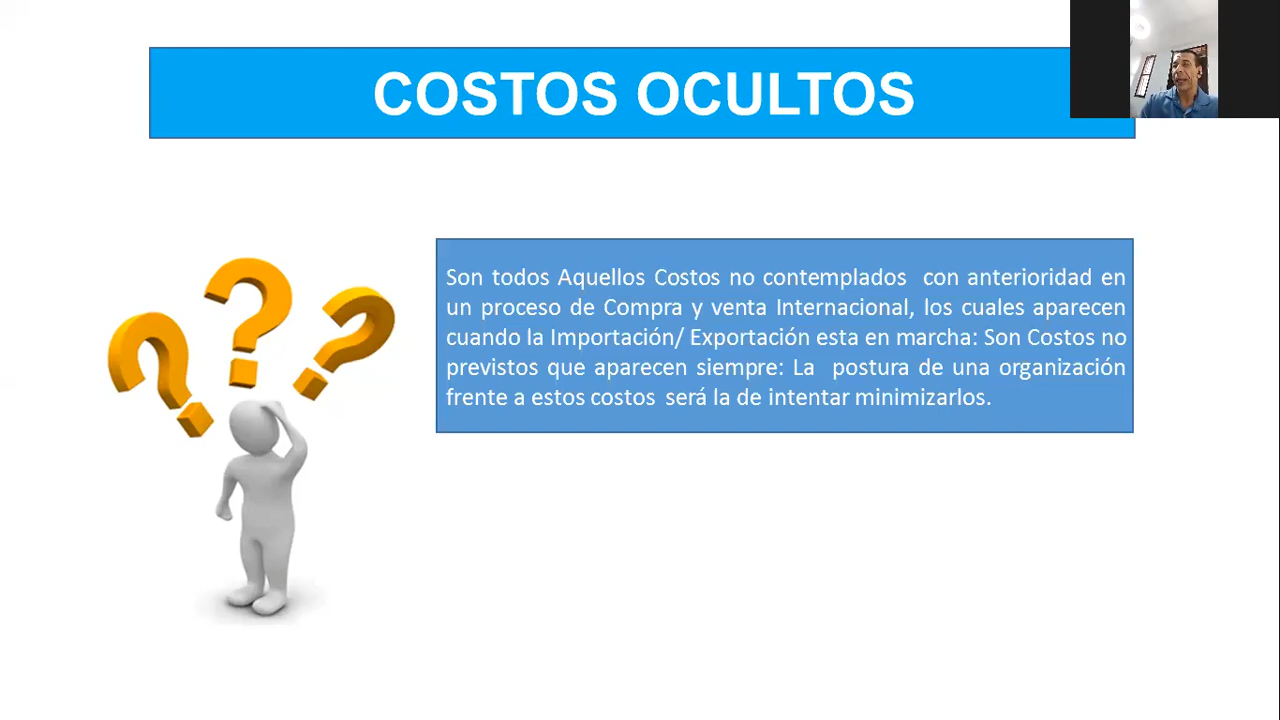 COSTOS OCULTOS
Son todos Aquellos Costos no contemplados con anterioridad en
un proceso de Compra y venta Internacional, los cuales aparecen
cuando la Importación/ Exportación esta en marcha: Son Costos no
previstos que aparecen siempre: La postura de una organización
frente a estos costos será la de intentar minimizarlos.